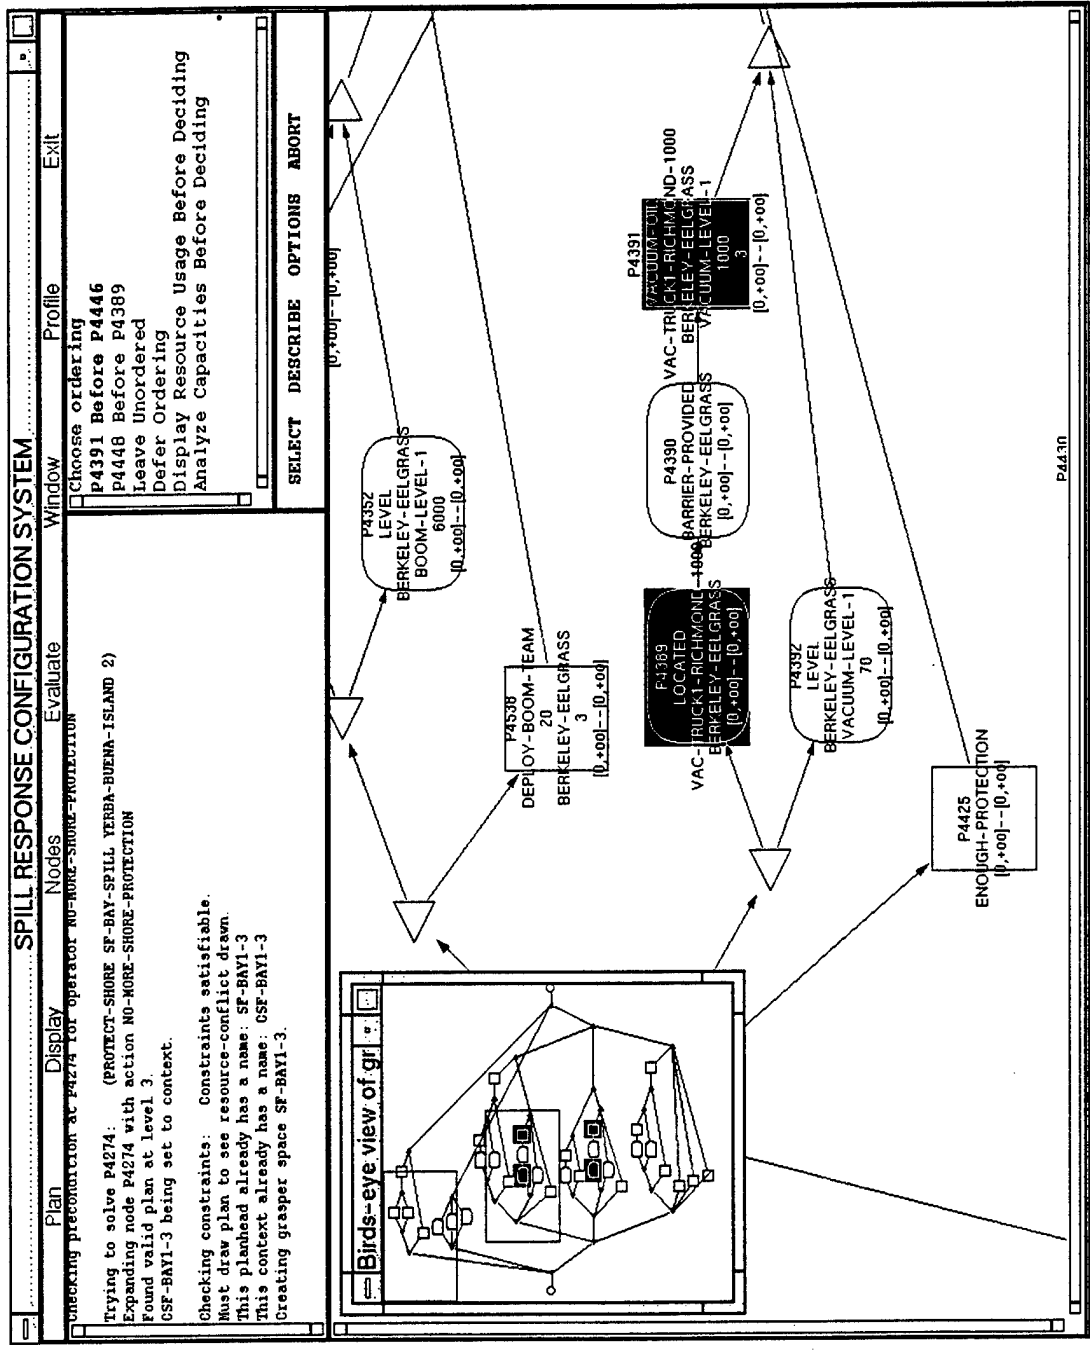 SPILL RESPONSE CONFIGURATION SYSTEM
Plan Display Nodes Evaluate Window Profile Exit
Checking precondition at P4274 for operator NO-MORE-SHORE-PROTECTION
Trying to solve P4274: (PROTECT-SHORE SF-BAY-SPILL YERBA-BUENA-ISLAND 2)
Expanding node P4274 with action NO-MORE-SHORE-PROTECTION
Found valid plan at level 3.
CSF-BAY1-3 being set to context.
Checking constraints: Constraints satisfiable.
Must draw plan to see resource-conflict drawn.
This planhead already has a name: SF-BAY1-3
This context already has a name: CSF-BAY1-3
Creating grasper space SF-BAY1-3.
Choose ordering
P4391 Before P4446
P4448 Before P4389
Leave Unordered
Defer Ordering
Display Resource Usage Before Deciding
Analyze Capacities Before Deciding
SELECT DESCRIBE OPTIONS ABORT
[0,+oo]--[0,+oo]
P4352
LEVEL
BERKELEY-EELGRASS
BOOM-LEVEL-1
6000
[0,+oo]--[0,+oo]
P4538
DEPLOY-BOOM-TEAM
20
BERKELEY-EELGRASS
3
[0,+oo]--[0,+oo]
P4389
LOCATED
VAC-TRUCK1-RICHMOND-1000
BERKELEY-EELGRASS
[0,+oo]--[0,+oo]
P4390
BARRIER-PROVIDED
BERKELEY-EELGRASS
[0,+oo]--[0,+oo]
P4391
VACUUM-OIL
VAC-TRUCK1-RICHMOND-1000
BERKELEY-EELGRASS
VACUUM-LEVEL-1
1000
3
[0,+oo]--[0,+oo]
P4392
LEVEL
BERKELEY-EELGRASS
VACUUM-LEVEL-1
70
[0,+oo]--[0,+oo]
P4425
ENOUGH-PROTECTION
[0,+oo]--[0,+oo]
P4430
Birds-eye view of gr